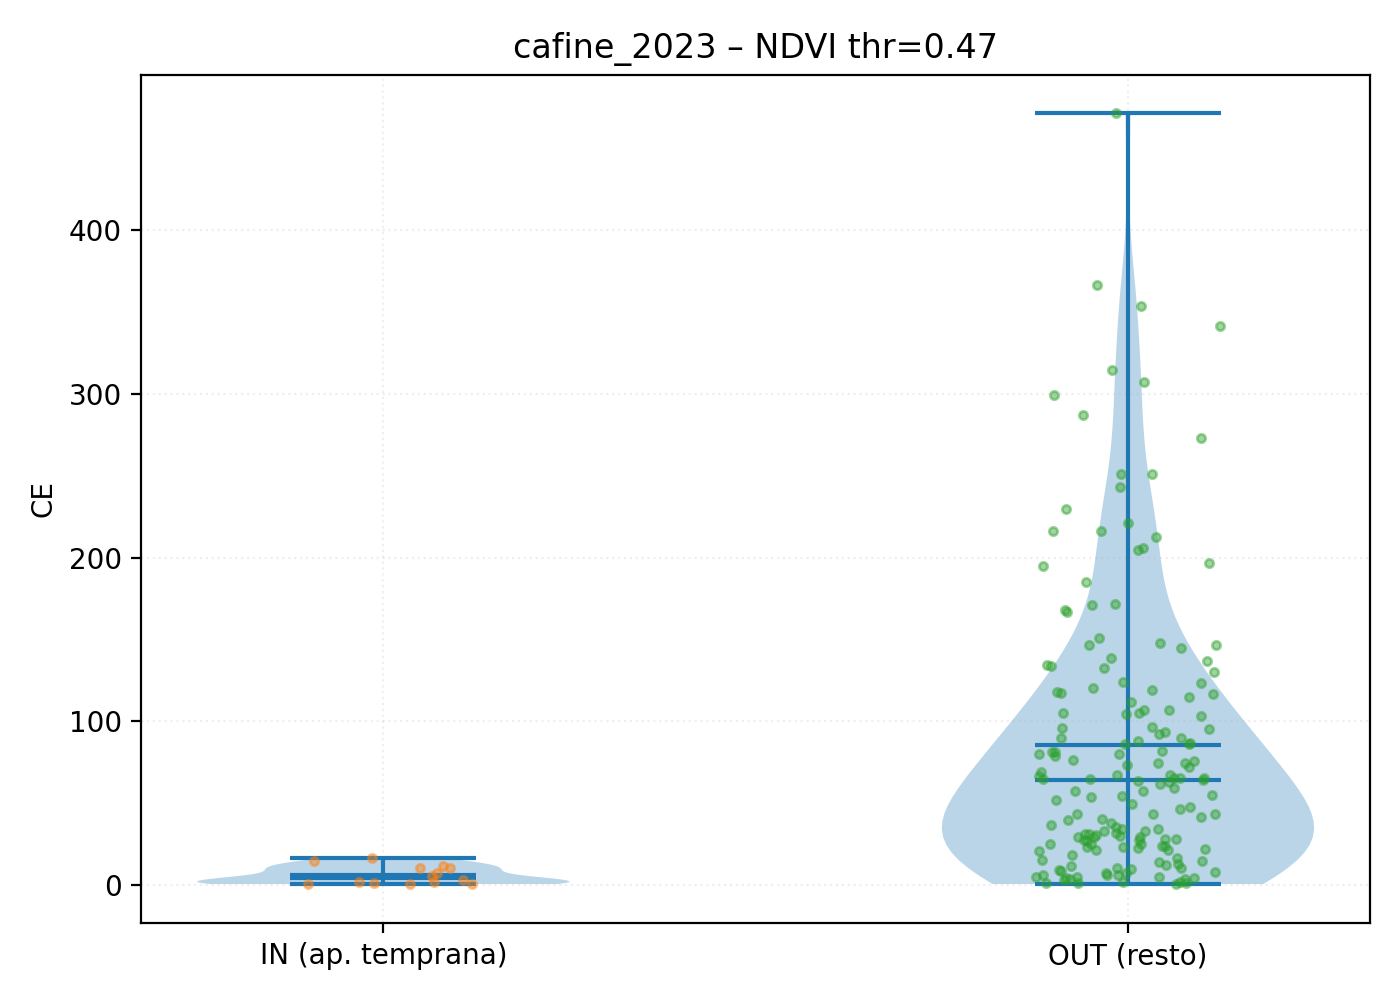 cafine_2023 – NDVI thr=0.47
CE
400
300
200
100
0
IN (ap. temprana)
OUT (resto)